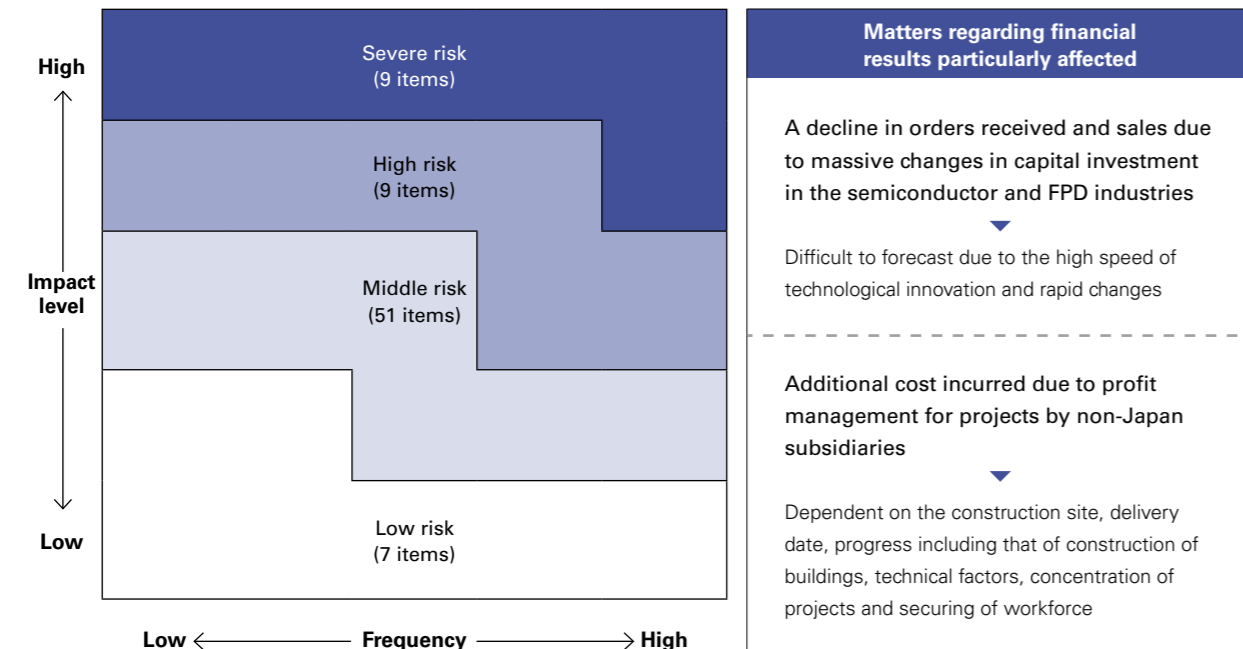 High
Impact
level
Low
Severe risk
(9 items)
High risk
(9 items)
Middle risk
(51 items)
Low risk
(7 items)
Low
Frequency
High
Matters regarding financial
results particularly affected
A decline in orders received and sales due
to massive changes in capital investment
in the semiconductor and FPD industries
Difficult to forecast due to the high speed of
technological innovation and rapid changes
Additional cost incurred due to profit
management for projects by non-Japan
subsidiaries
Dependent on the construction site, delivery
date, progress including that of construction of
buildings, technical factors, concentration of
projects and securing of workforce